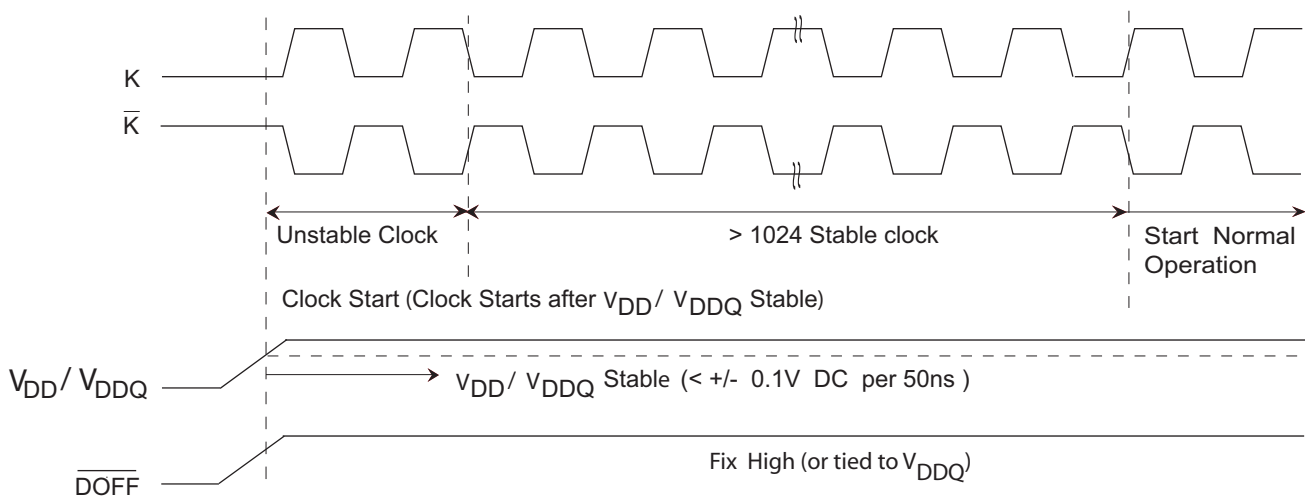 K
K̅
Unstable Clock
> 1024 Stable clock
Start Normal
Operation
Clock Start (Clock Starts after VDD / VDDQ Stable)
VDD / VDDQ
VDD / VDDQ Stable (< +/- 0.1V DC per 50ns )
Fix High (or tied to VDDQ)
D̅O̅F̅F̅